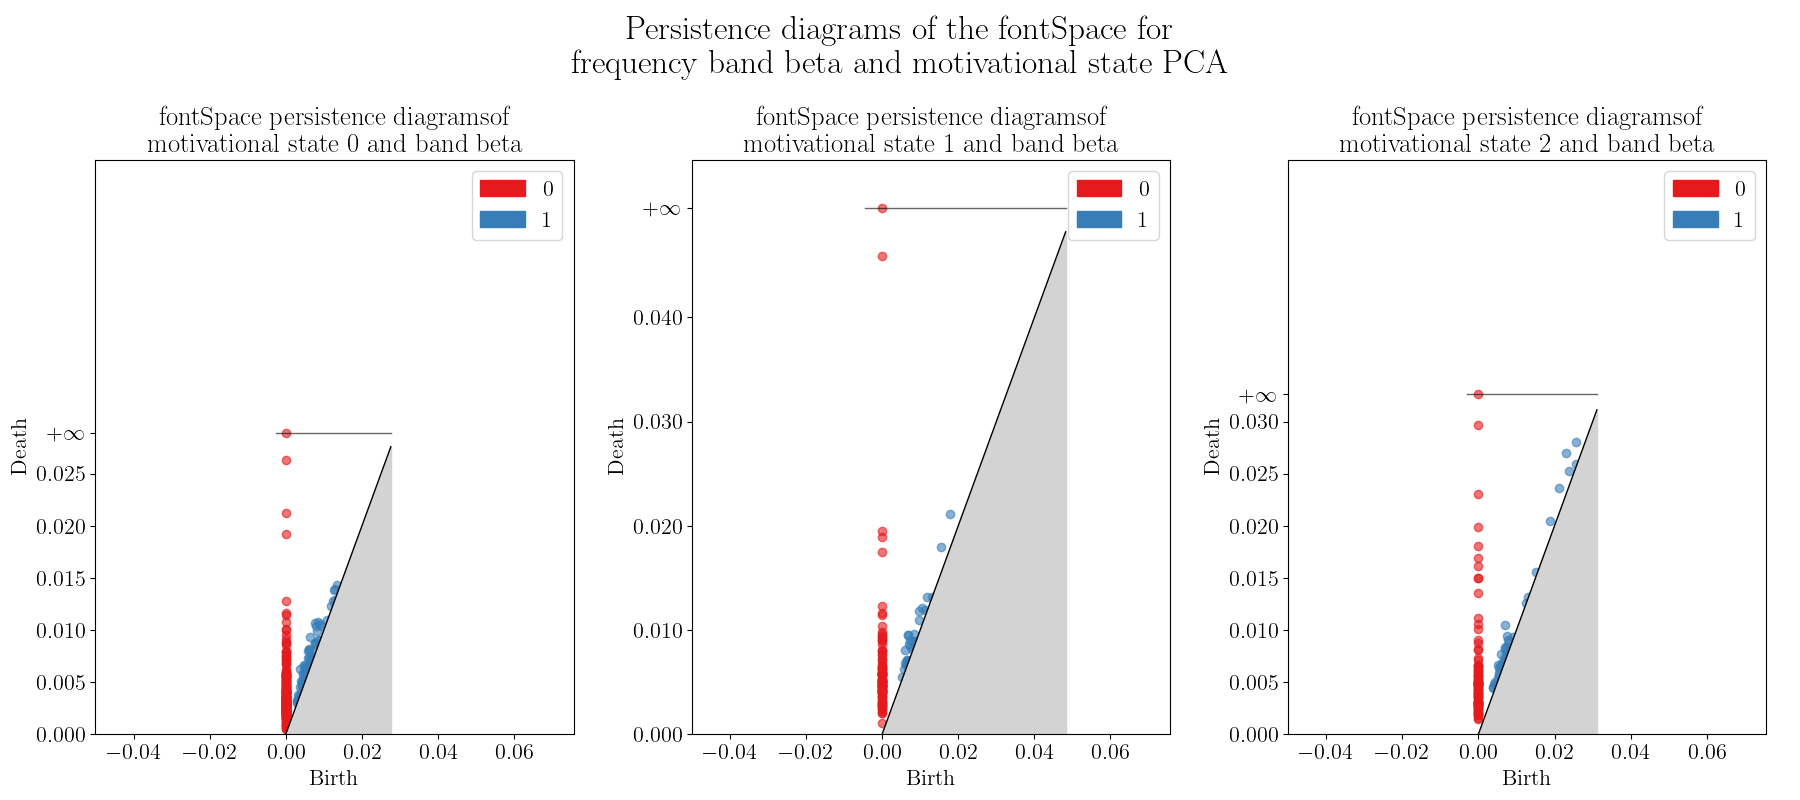 Persistence diagrams of the fontSpace for
frequency band beta and motivational state PCA
fontSpace persistence diagramsof
motivational state 0 and band beta
0
1
+∞
0.025
0.020
0.015
0.010
0.005
0.000
Death
−0.04 −0.02 0.00 0.02 0.04 0.06
Birth
fontSpace persistence diagramsof
motivational state 1 and band beta
0
1
+∞
0.040
0.030
0.020
0.010
0.000
Death
−0.04 −0.02 0.00 0.02 0.04 0.06
Birth
fontSpace persistence diagramsof
motivational state 2 and band beta
0
1
+∞
0.030
0.025
0.020
0.015
0.010
0.005
0.000
Death
−0.04 −0.02 0.00 0.02 0.04 0.06
Birth